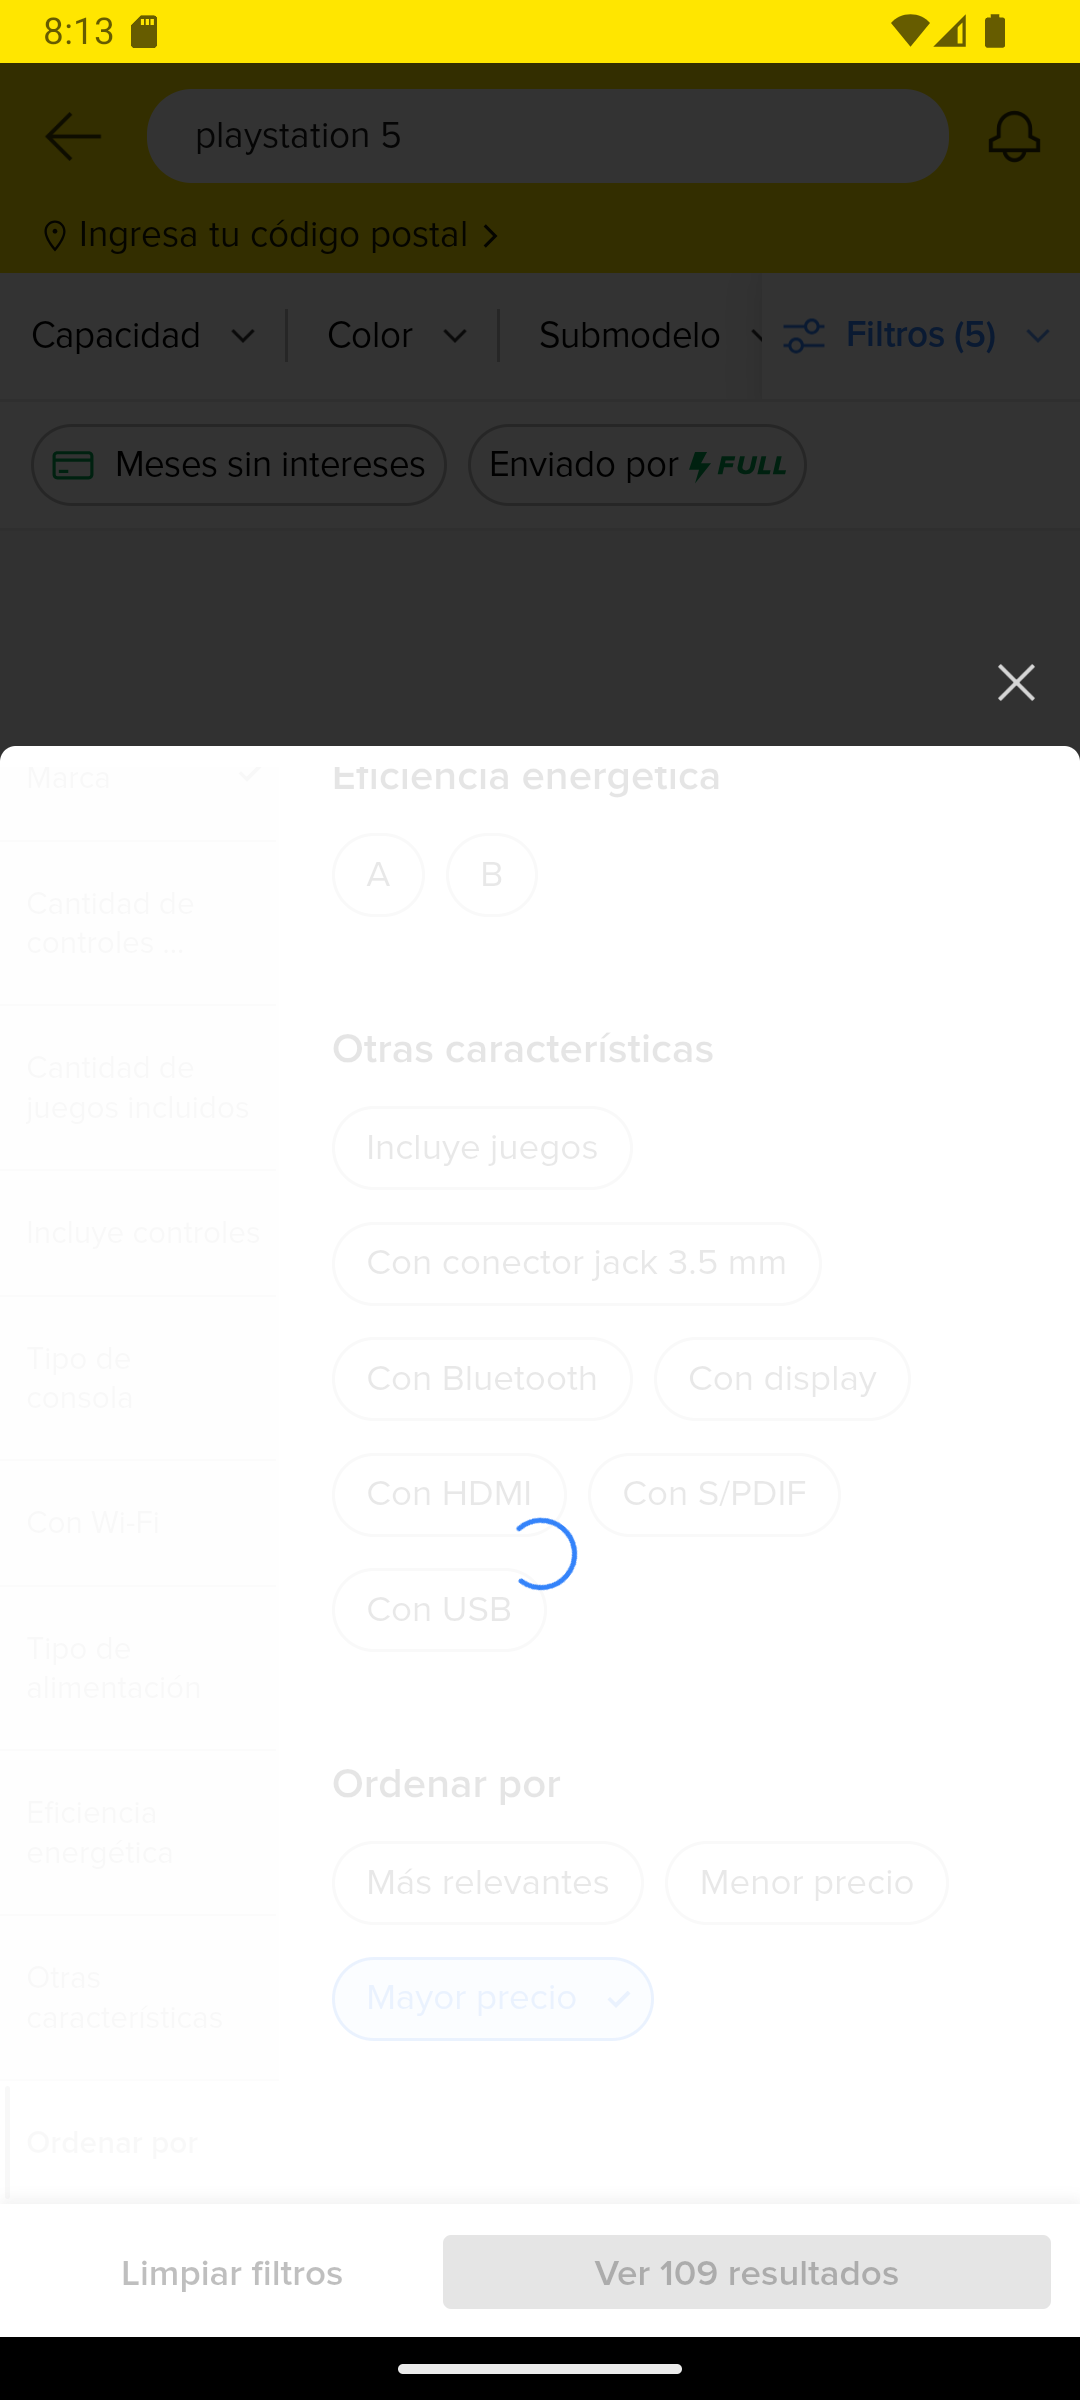 8:13
playstation 5
Ingresa tu código postal
Capacidad
Color
Submodelo
Filtros (5)
Meses sin intereses
Enviado por FULL
Marca
Eficiencia energética
A
B
Cantidad de
controles ...
Otras características
Cantidad de
juegos incluidos
Incluye juegos
Incluye controles
Con conector jack 3.5 mm
Tipo de
consola
Con Bluetooth
Con display
Con HDMI
Con S/PDIF
Con Wi-Fi
Con USB
Tipo de
alimentación
Ordenar por
Eficiencia
energética
Más relevantes
Menor precio
Otras
características
Mayor precio
Ordenar por
Limpiar filtros
Ver 109 resultados